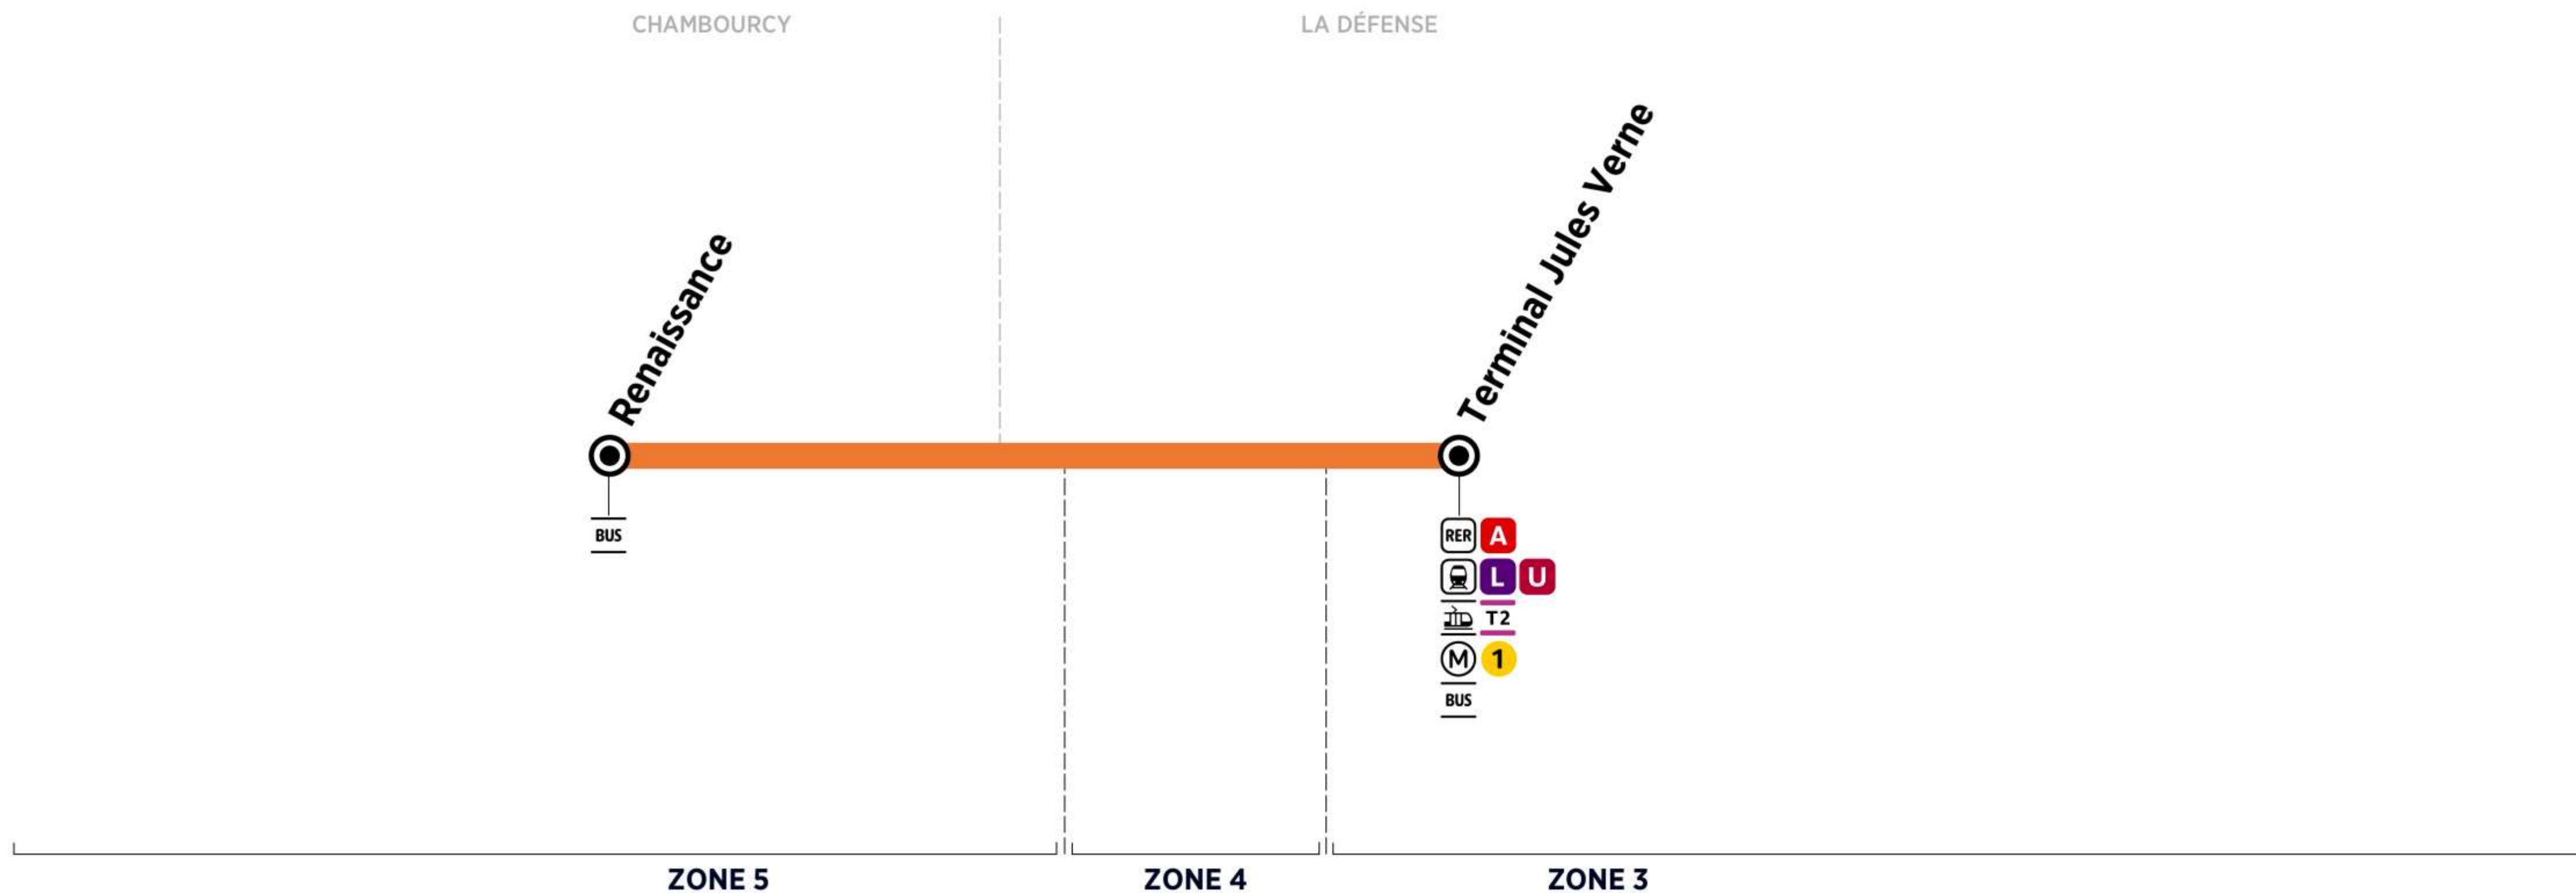 CHAMBOURCY
LA DÉFENSE
Renaissance
Terminal Jules Verne
BUS
RER A
L U
T2
M 1
BUS
ZONE 5
ZONE 4
ZONE 3